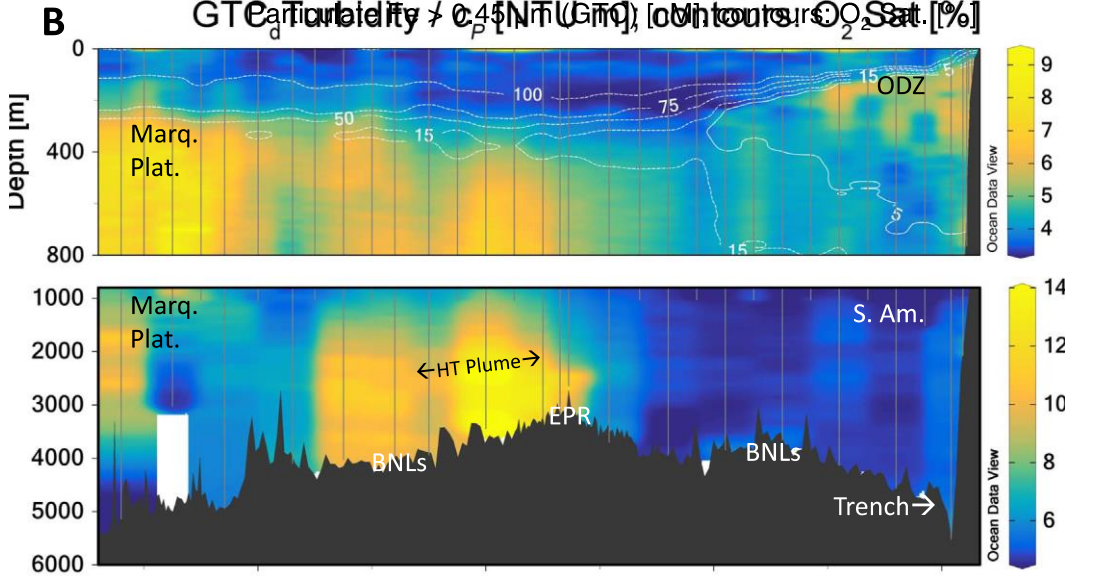 B
Depth [m]
0
400
800
Marq.
Plat.
100
75
50
15
15
5
ODZ
5
15
9
8
7
6
5
4
Ocean Data View
1000
2000
3000
4000
5000
6000
Marq.
Plat.
S. Am.
←HT Plume→
EPR
BNLs
BNLs
Trench→
14
12
10
8
6
Ocean Data View